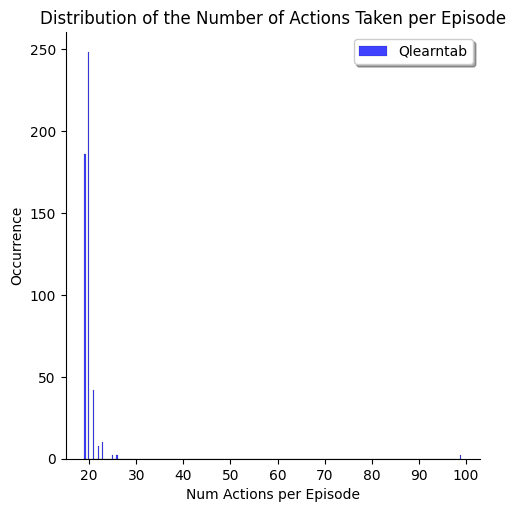 Distribution of the Number of Actions Taken per Episode
Qlearntab
250
200
150
100
50
0
Occurrence
20 30 40 50 60 70 80 90 100
Num Actions per Episode